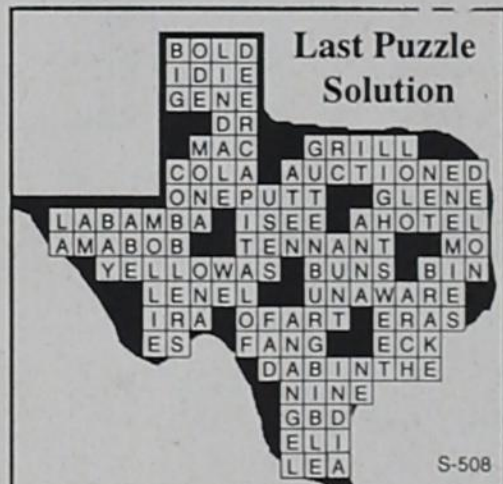 Last Puzzle
Solution
BOLD
IDIE
GENE
DR
MAC GRILL
COLA AUCTIONED
ONEPUTT GLENE
LABAMBA ISEE AHOTEL
AMABOB TENNANT MO
YELLOWAS BUNS BIN
LENEL UNAWARE
IRA OFART ERAS
ES FANG ECK
DABINTHE
NINE
GBD
ELI
LEA
S-508